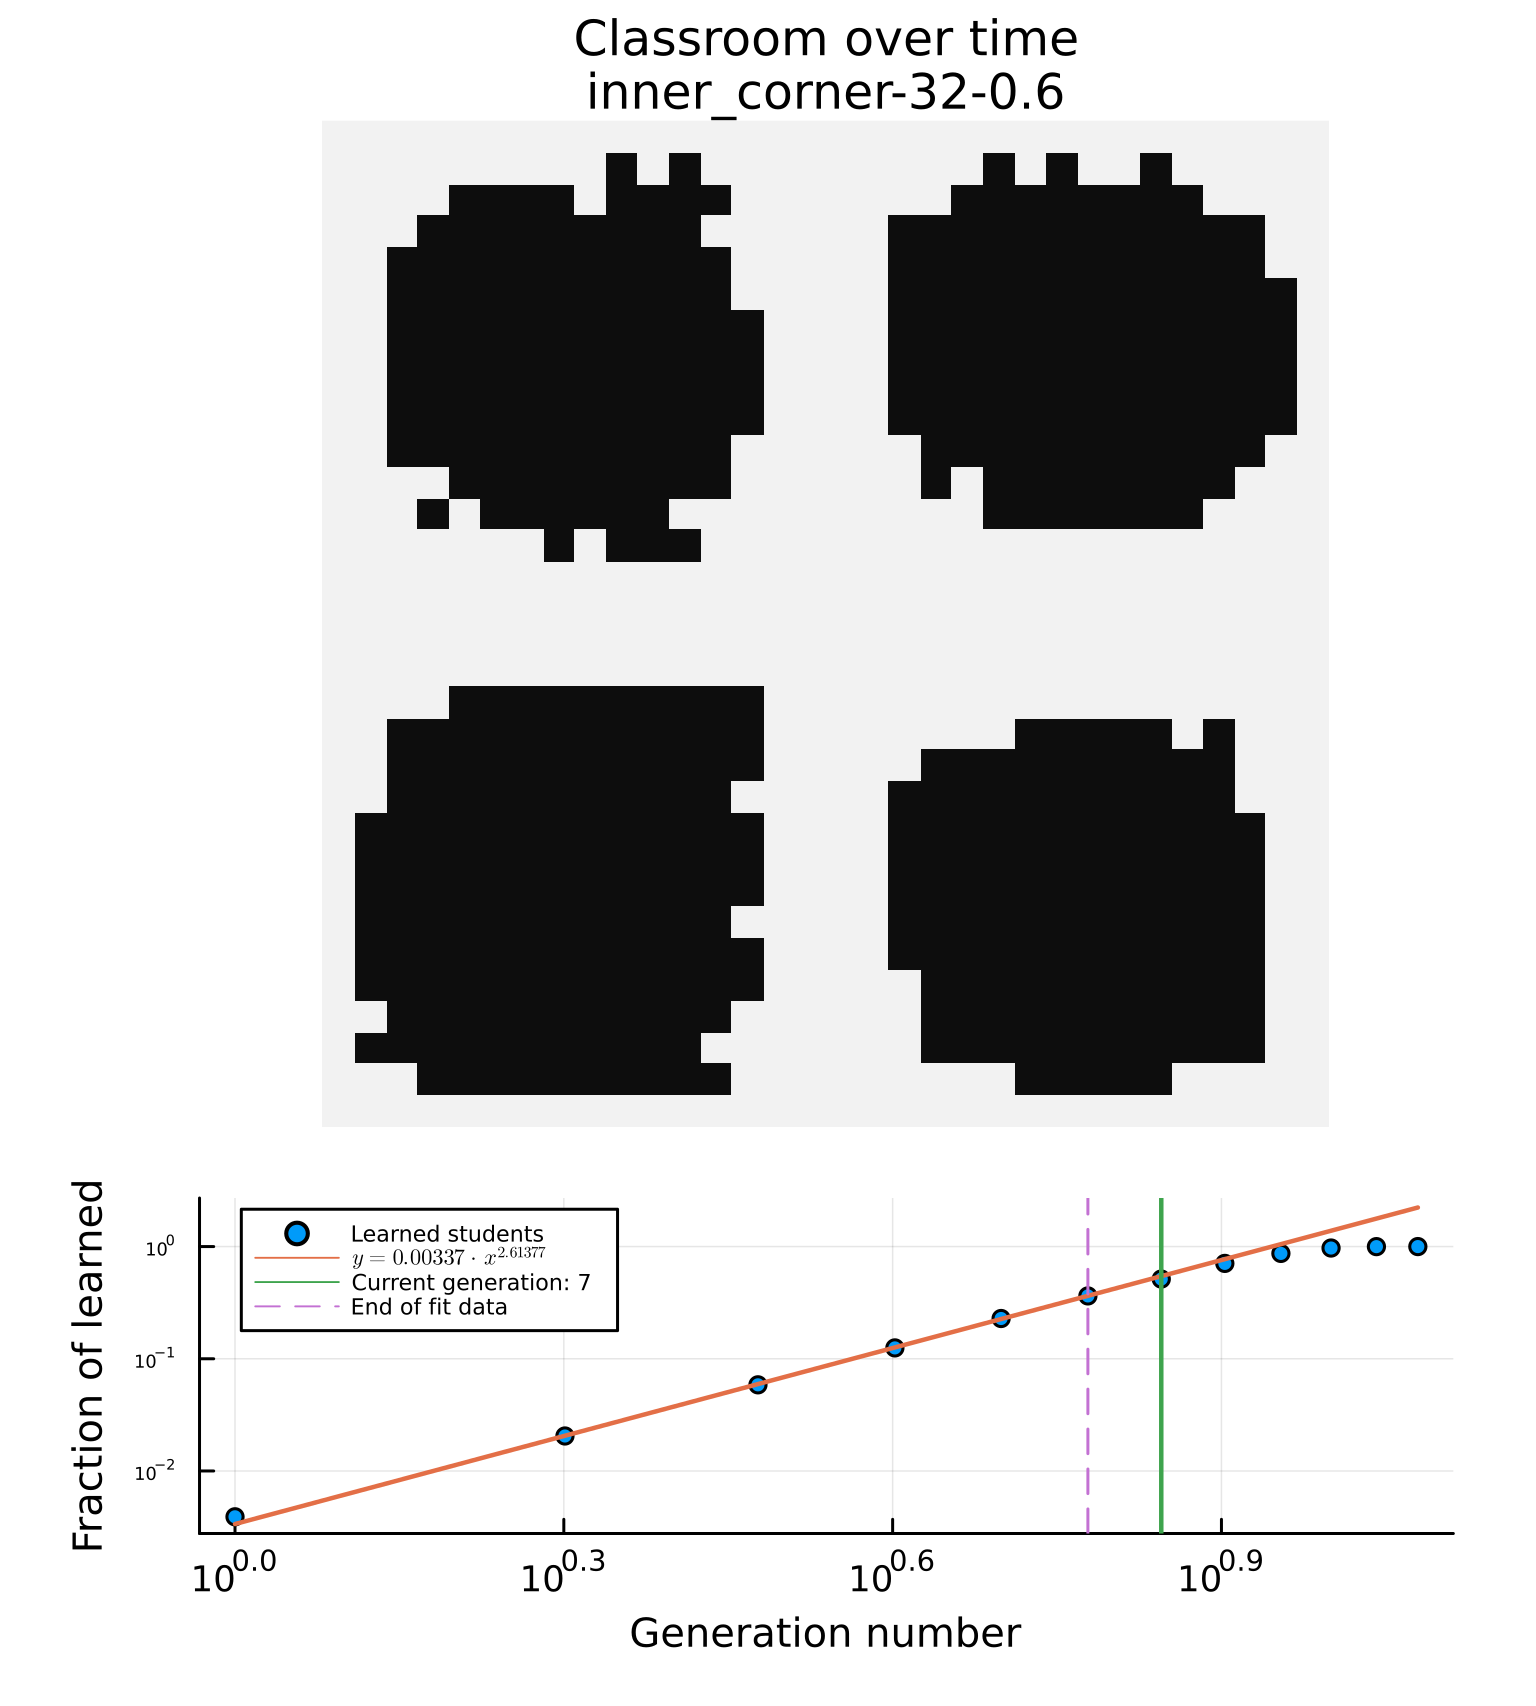 Classroom over time
inner_corner-32-0.6
Fraction of learned
10⁰
10⁻¹
10⁻²
Learned students
y = 0.00337 · x^2.61377
Current generation: 7
End of fit data
10^0.0 10^0.3 10^0.6 10^0.9
Generation number